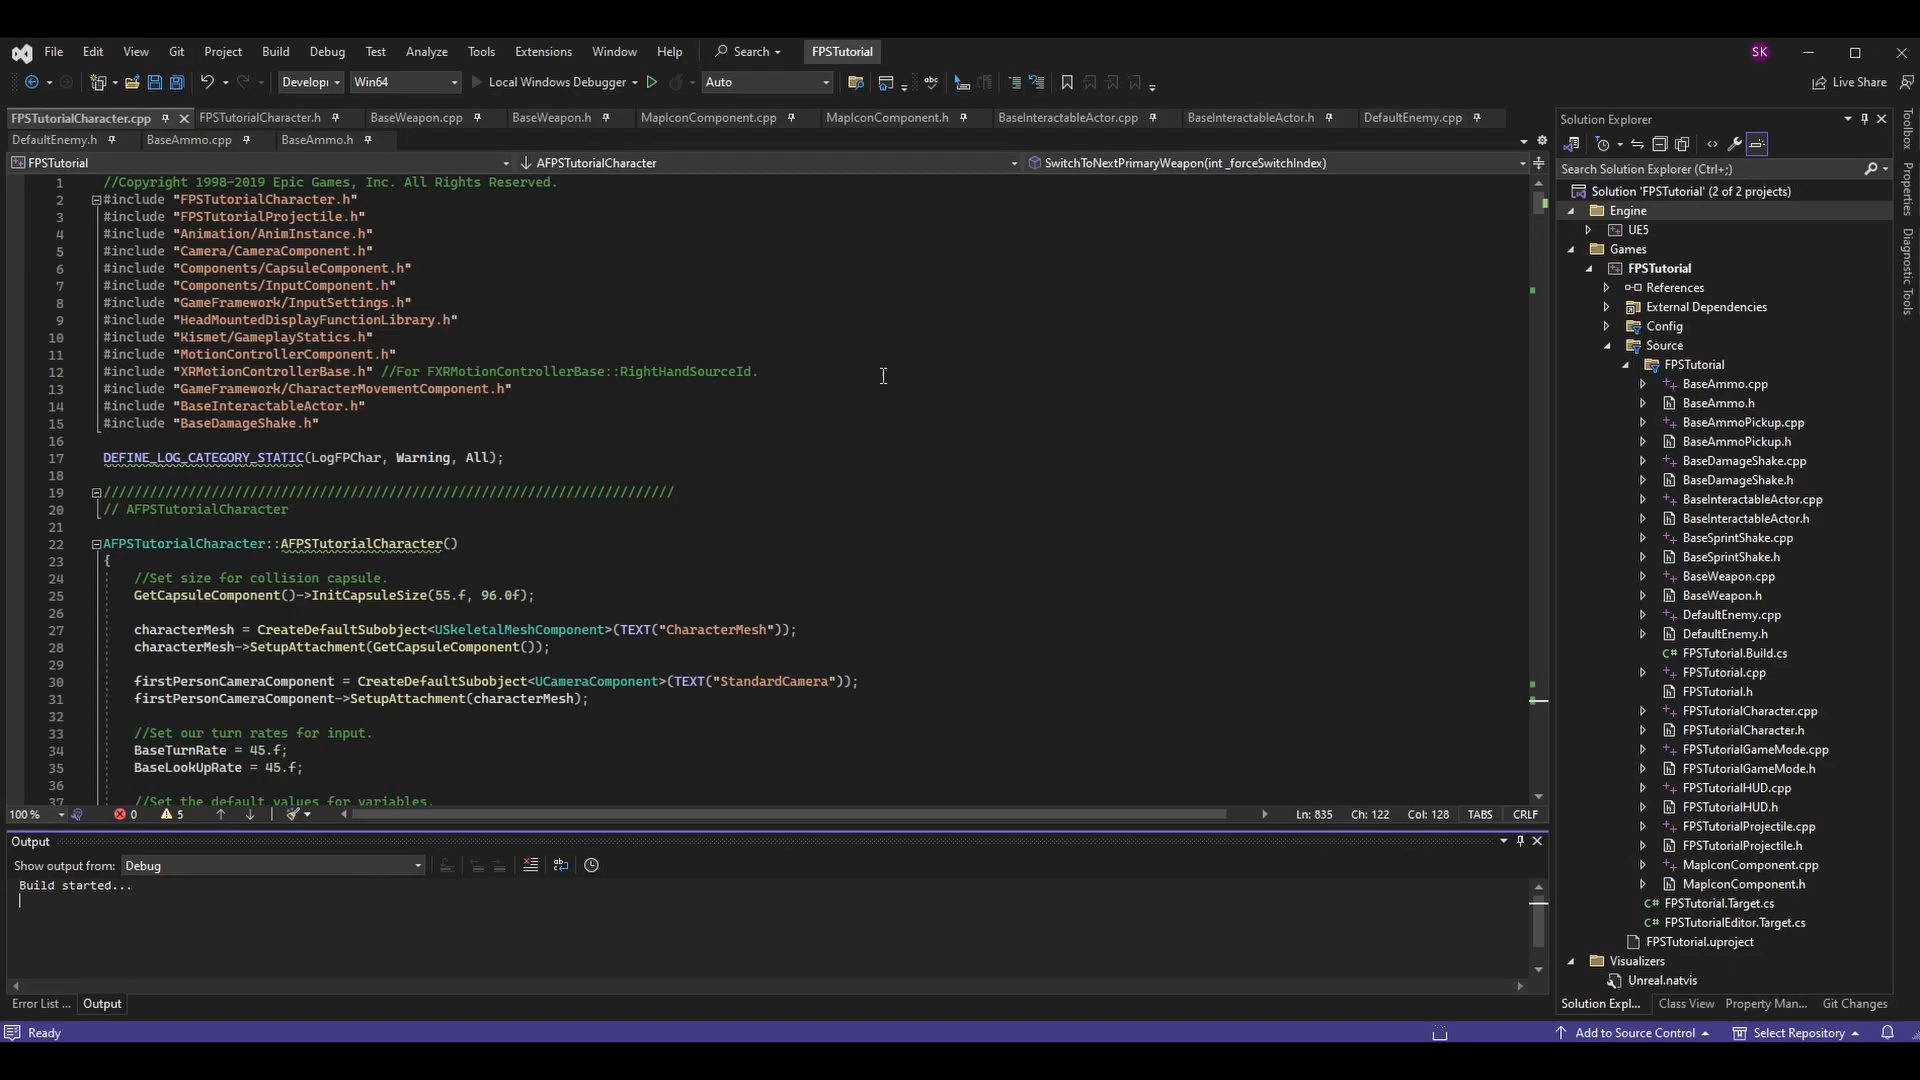 File Edit View Git Project Build Debug Test Analyze Tools Extensions Window Help Search FPSTutorial SK
Developi Win64 Local Windows Debugger Auto Live Share
FPSTutorialCharacter.cpp FPSTutorialCharacter.h BaseWeapon.cpp BaseWeapon.h MapIconComponent.cpp MapIconComponent.h BaseInteractableActor.cpp BaseInteractableActor.h DefaultEnemy.cpp
DefaultEnemy.h BaseAmmo.cpp BaseAmmo.h
FPSTutorial AFPSTutorialCharacter SwitchToNextPrimaryWeapon(int _forceSwitchIndex)
1 //Copyright 1998-2019 Epic Games, Inc. All Rights Reserved.
2 #include "FPSTutorialCharacter.h"
3 #include "FPSTutorialProjectile.h"
4 #include "Animation/AnimInstance.h"
5 #include "Camera/CameraComponent.h"
6 #include "Components/CapsuleComponent.h"
7 #include "Components/InputComponent.h"
8 #include "GameFramework/InputSettings.h"
9 #include "HeadMountedDisplayFunctionLibrary.h"
10 #include "Kismet/GameplayStatics.h"
11 #include "MotionControllerComponent.h"
12 #include "XRMotionControllerBase.h" //For FXRMotionControllerBase::RightHandSourceId.
13 #include "GameFramework/CharacterMovementComponent.h"
14 #include "BaseInteractableActor.h"
15 #include "BaseDamageShake.h"
16
17 DEFINE_LOG_CATEGORY_STATIC(LogFPChar, Warning, All);
18
19 //////////////////////////////////////////////////////////////////////////
20 // AFPSTutorialCharacter
21
22 AFPSTutorialCharacter::AFPSTutorialCharacter()
23 {
24 //Set size for collision capsule.
25 GetCapsuleComponent()->InitCapsuleSize(55.f, 96.0f);
26
27 characterMesh = CreateDefaultSubobject<USkeletalMeshComponent>(TEXT("CharacterMesh"));
28 characterMesh->SetupAttachment(GetCapsuleComponent());
29
30 firstPersonCameraComponent = CreateDefaultSubobject<UCameraComponent>(TEXT("StandardCamera"));
31 firstPersonCameraComponent->SetupAttachment(characterMesh);
32
33 //Set our turn rates for input.
34 BaseTurnRate = 45.f;
35 BaseLookUpRate = 45.f;
36
37 //Set the default values for variables.
100 % 0 5 Ln: 835 Ch: 122 Col: 128 TABS CRLF
Output
Show output from: Debug
Build started...
Error List ... Output
Solution Explorer
Search Solution Explorer (Ctrl+;)
Solution 'FPSTutorial' (2 of 2 projects)
Engine
UE5
Games
FPSTutorial
References
External Dependencies
Config
Source
FPSTutorial
BaseAmmo.cpp
BaseAmmo.h
BaseAmmoPickup.cpp
BaseAmmoPickup.h
BaseDamageShake.cpp
BaseDamageShake.h
BaseInteractableActor.cpp
BaseInteractableActor.h
BaseSprintShake.cpp
BaseSprintShake.h
BaseWeapon.cpp
BaseWeapon.h
DefaultEnemy.cpp
DefaultEnemy.h
C# FPSTutorial.Build.cs
FPSTutorial.cpp
FPSTutorial.h
FPSTutorialCharacter.cpp
FPSTutorialCharacter.h
FPSTutorialGameMode.cpp
FPSTutorialGameMode.h
FPSTutorialHUD.cpp
FPSTutorialHUD.h
FPSTutorialProjectile.cpp
FPSTutorialProjectile.h
MapIconComponent.cpp
MapIconComponent.h
C# FPSTutorial.Target.cs
C# FPSTutorialEditor.Target.cs
FPSTutorial.uproject
Visualizers
Unreal.natvis
Solution Expl... Class View Property Man... Git Changes
Toolbox
Properties
Diagnostic Tools
Ready Add to Source Control Select Repository